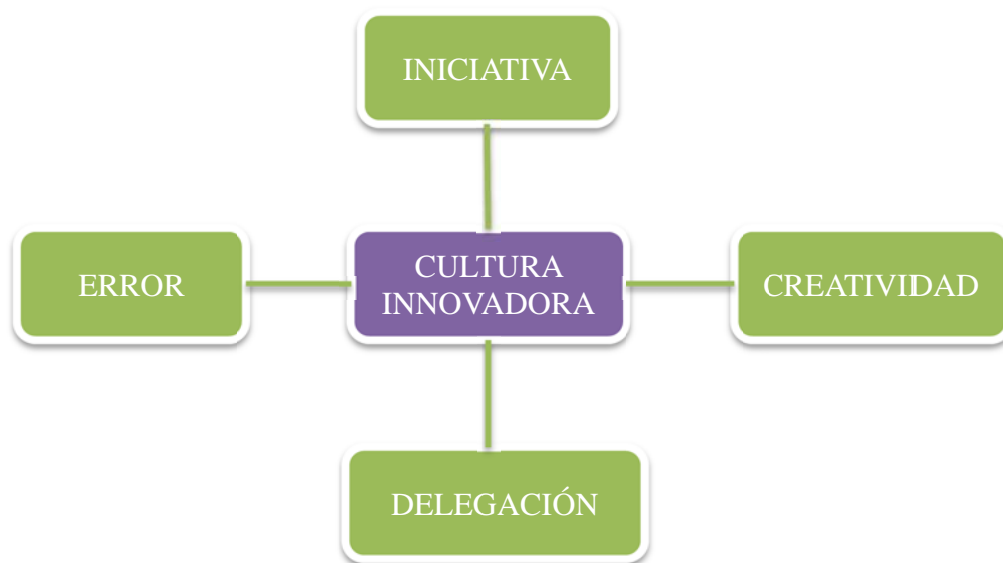 INICIATIVA
ERROR
CULTURA
INNOVADORA
CREATIVIDAD
DELEGACIÓN